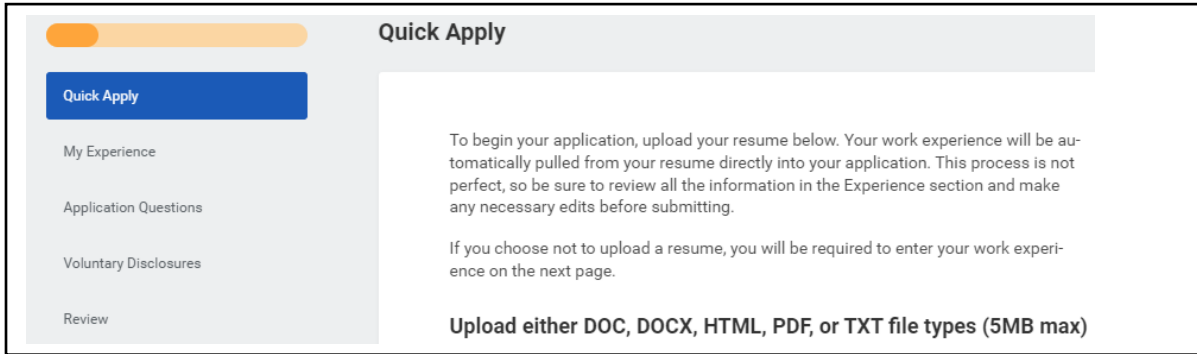 Quick Apply
Quick Apply
My Experience
Application Questions
Voluntary Disclosures
Review
To begin your application, upload your resume below. Your work experience will be au-
tomatically pulled from your resume directly into your application. This process is not
perfect, so be sure to review all the information in the Experience section and make
any necessary edits before submitting.
If you choose not to upload a resume, you will be required to enter your work experi-
ence on the next page.
Upload either DOC, DOCX, HTML, PDF, or TXT file types (5MB max)